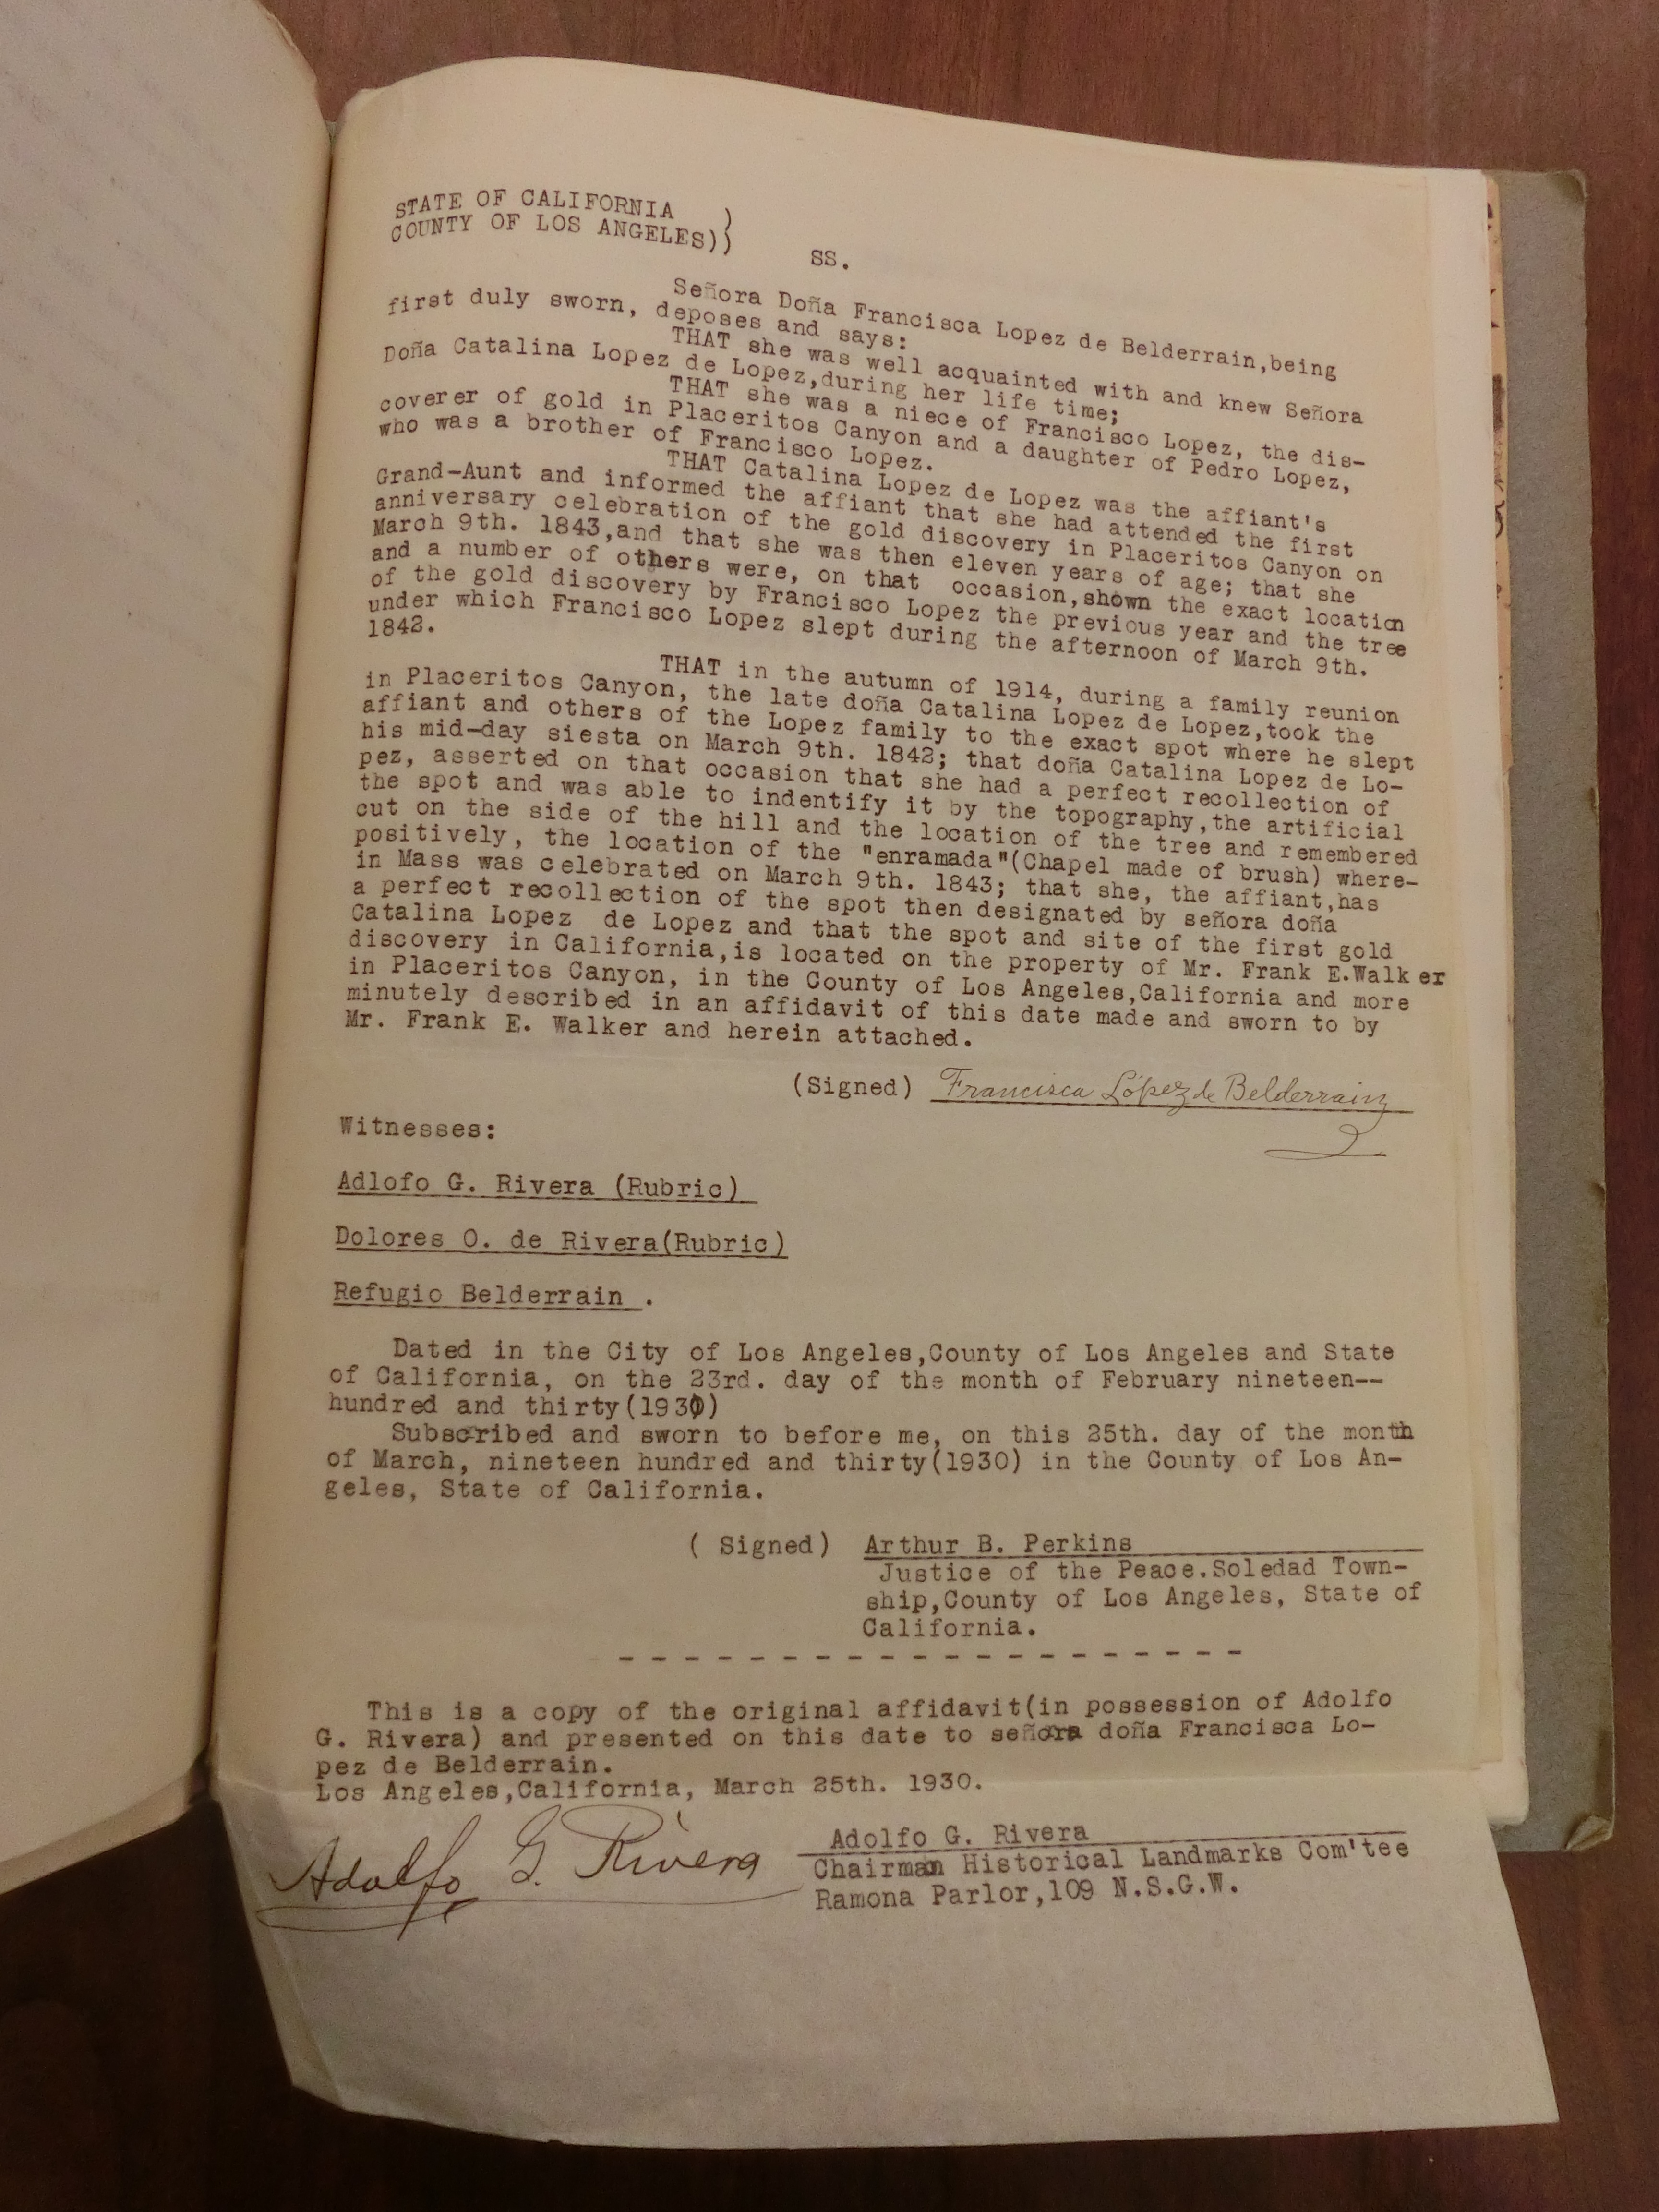 STATE OF CALIFORNIA )
COUNTY OF LOS ANGELES))
SS.
Señora Doña Francisca Lopez de Belderrain,being
first duly sworn, deposes and says:
THAT she was well acquainted with and knew Señora
Doña Catalina Lopez de Lopez,during her life time;
THAT she was a niece of Francisco Lopez, the dis-
coverer of gold in Placeritos Canyon and a daughter of Pedro Lopez,
who was a brother of Francisco Lopez.
THAT Catalina Lopez de Lopez was the affiant's
Grand-Aunt and informed the affiant that she had attended the first
anniversary celebration of the gold discovery in Placeritos Canyon on
March 9th. 1843,and that she was then eleven years of age; that she
and a number of others were, on that occasion,shown the exact location
of the gold discovery by Francisco Lopez the previous year and the tree
under which Francisco Lopez slept during the afternoon of March 9th.
1842.
THAT in the autumn of 1914, during a family reunion
in Placeritos Canyon, the late doña Catalina Lopez de Lopez,took the
affiant and others of the Lopez family to the exact spot where he slept
his mid-day siesta on March 9th. 1842; that doña Catalina Lopez de Lo-
pez, asserted on that occasion that she had a perfect recollection of
the spot and was able to indentify it by the topography,the artificial
cut on the side of the hill and the location of the tree and remembered
positively, the location of the "enramada"(Chapel made of brush) where-
in Mass was celebrated on March 9th. 1843; that she, the affiant,has
a perfect recollection of the spot then designated by señora doña
Catalina Lopez de Lopez and that the spot and site of the first gold
discovery in California,is located on the property of Mr. Frank E.Walker
in Placeritos Canyon, in the County of Los Angeles,California and more
minutely described in an affidavit of this date made and sworn to by
Mr. Frank E. Walker and herein attached.
(Signed) Francisca López de Belderrain
Witnesses:
Adlofo G. Rivera (Rubric)
Dolores O. de Rivera(Rubric)
Refugio Belderrain .
Dated in the City of Los Angeles,County of Los Angeles and State
of California, on the 23rd. day of the month of February nineteen--
hundred and thirty(1930)
Subscribed and sworn to before me, on this 25th. day of the month
of March, nineteen hundred and thirty(1930) in the County of Los An-
geles, State of California.
( Signed) Arthur B. Perkins
Justice of the Peace.Soledad Town-
ship,County of Los Angeles, State of
California.
- - - - - - - - - - - - - - - - - - - -
This is a copy of the original affidavit(in possession of Adolfo
G. Rivera) and presented on this date to señora doña Francisca Lo-
pez de Belderrain.
Los Angeles,California, March 25th. 1930.
Adolfo G. Rivera
Adolfo G. Rivera
Chairman Historical Landmarks Com'tee
Ramona Parlor,109 N.S.G.W.